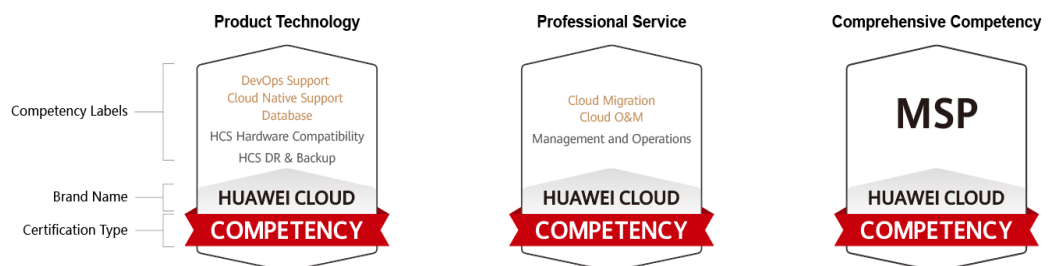 Product Technology
Professional Service
Comprehensive Competency
Competency Labels
DevOps Support
Cloud Native Support
Database
HCS Hardware Compatibility
HCS DR & Backup
Cloud Migration
Cloud O&M
Management and Operations
MSP
Brand Name
HUAWEI CLOUD
HUAWEI CLOUD
HUAWEI CLOUD
Certification Type
COMPETENCY
COMPETENCY
COMPETENCY